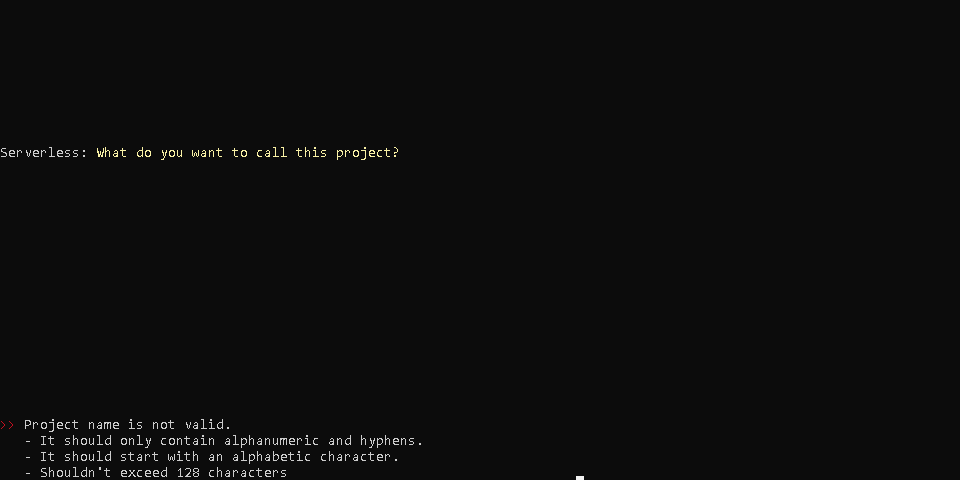 Serverless: What do you want to call this project?
>> Project name is not valid.
- It should only contain alphanumeric and hyphens.
- It should start with an alphabetic character.
- Shouldn't exceed 128 characters